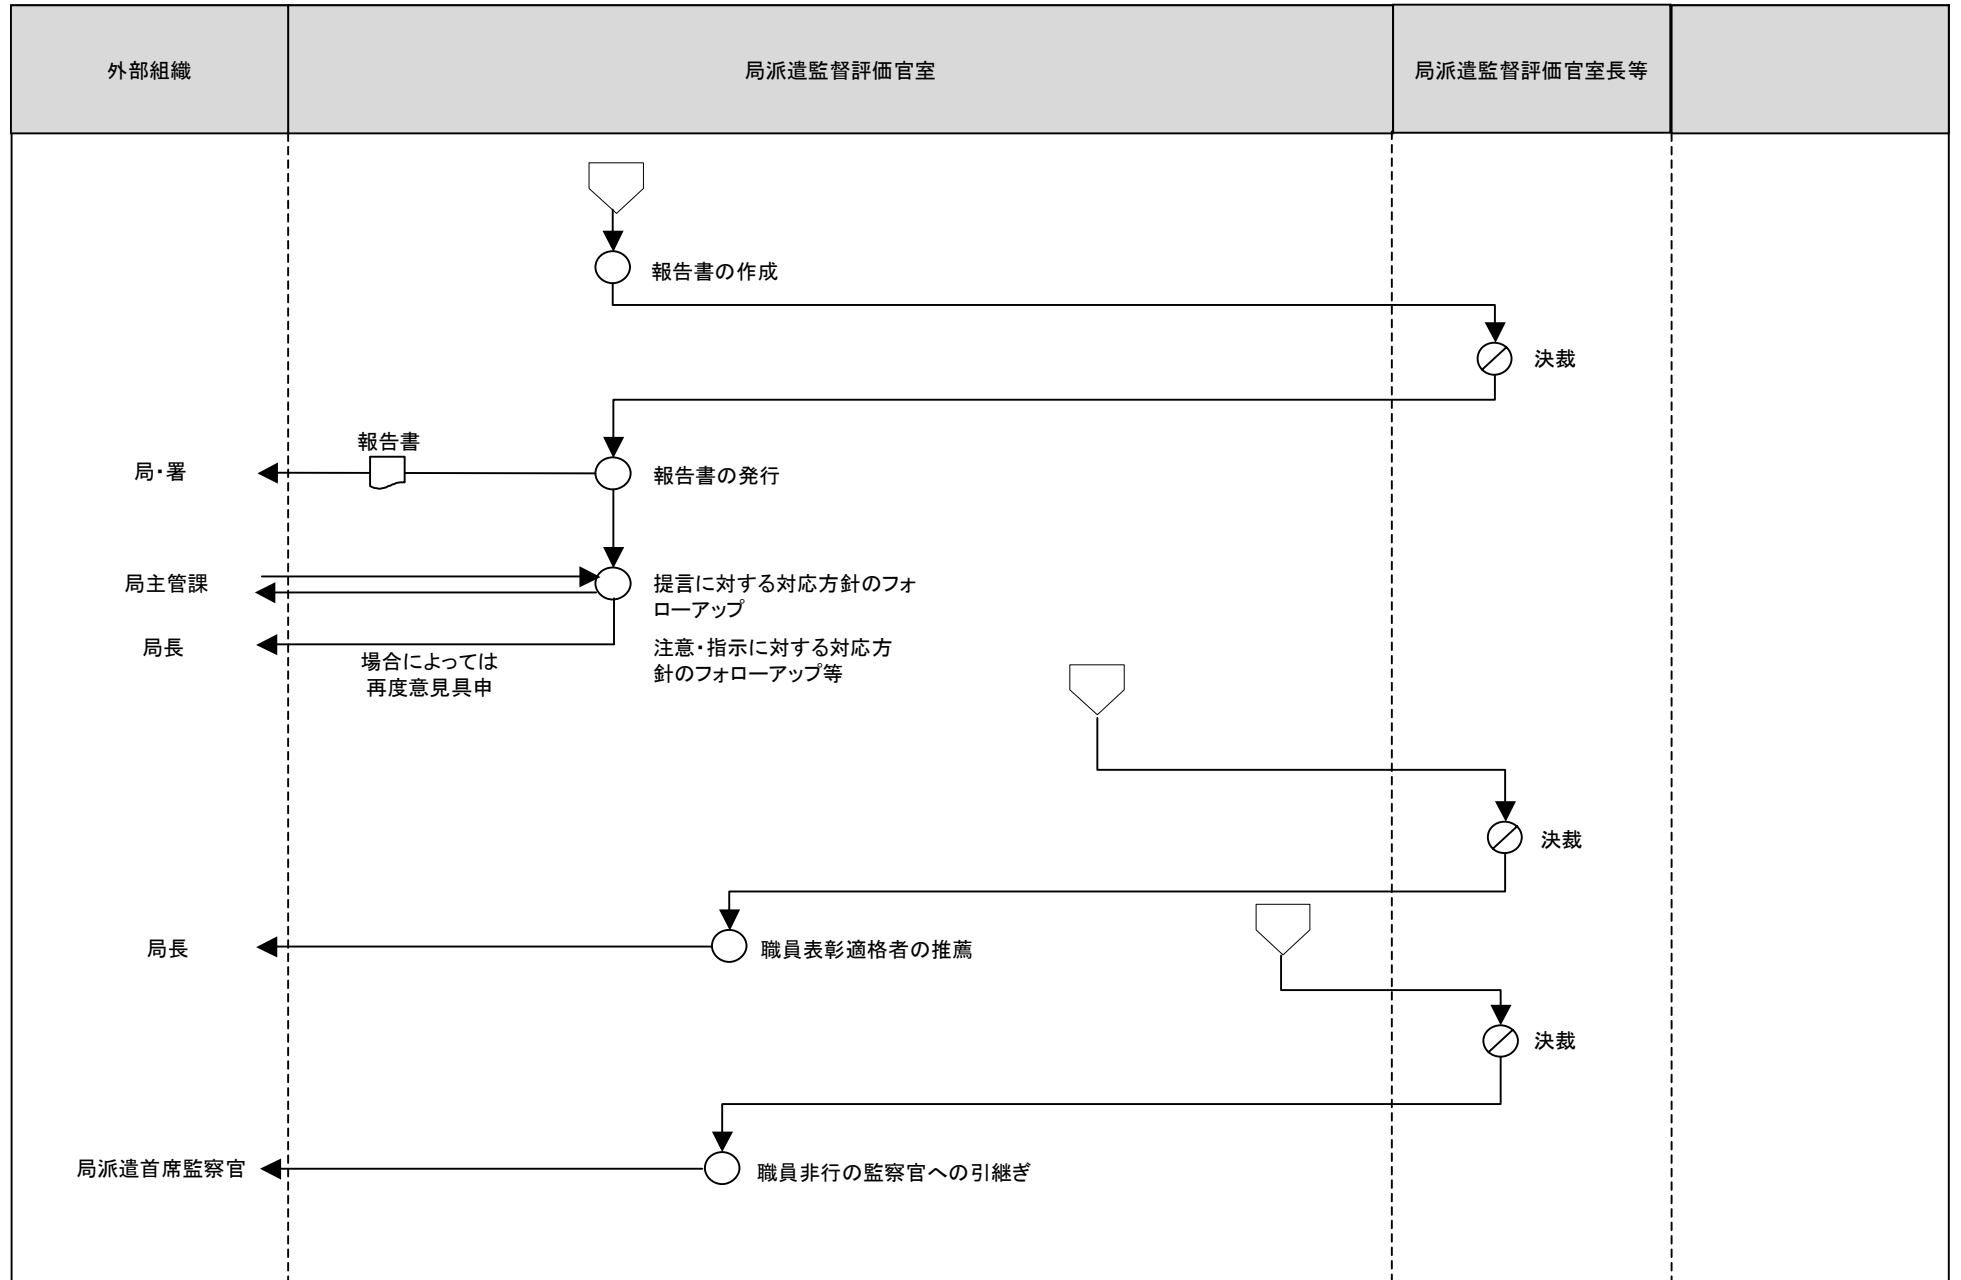 外部組織
局派遣監督評価官室
局派遣監督評価官室長等
報告書の作成
決裁
報告書
局・署
報告書の発行
局主管課
提言に対する対応方針のフォ
ローアップ
局長
注意・指示に対する対応方
針のフォローアップ等
場合によっては
再度意見具申
決裁
局長
職員表彰適格者の推薦
決裁
局派遣首席監察官
職員非行の監察官への引継ぎ